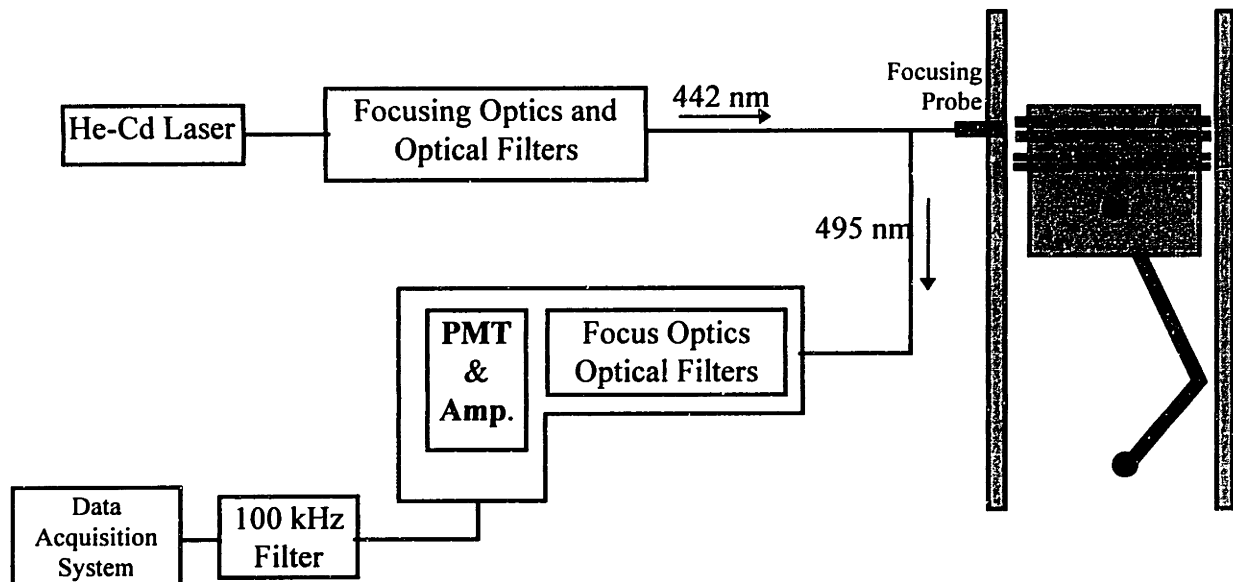 Focusing
Probe
442 nm
He-Cd Laser
Focusing Optics and
Optical Filters
495 nm
PMT
&
Amp.
Focus Optics
Optical Filters
Data
Acquisition
System
100 kHz
Filter